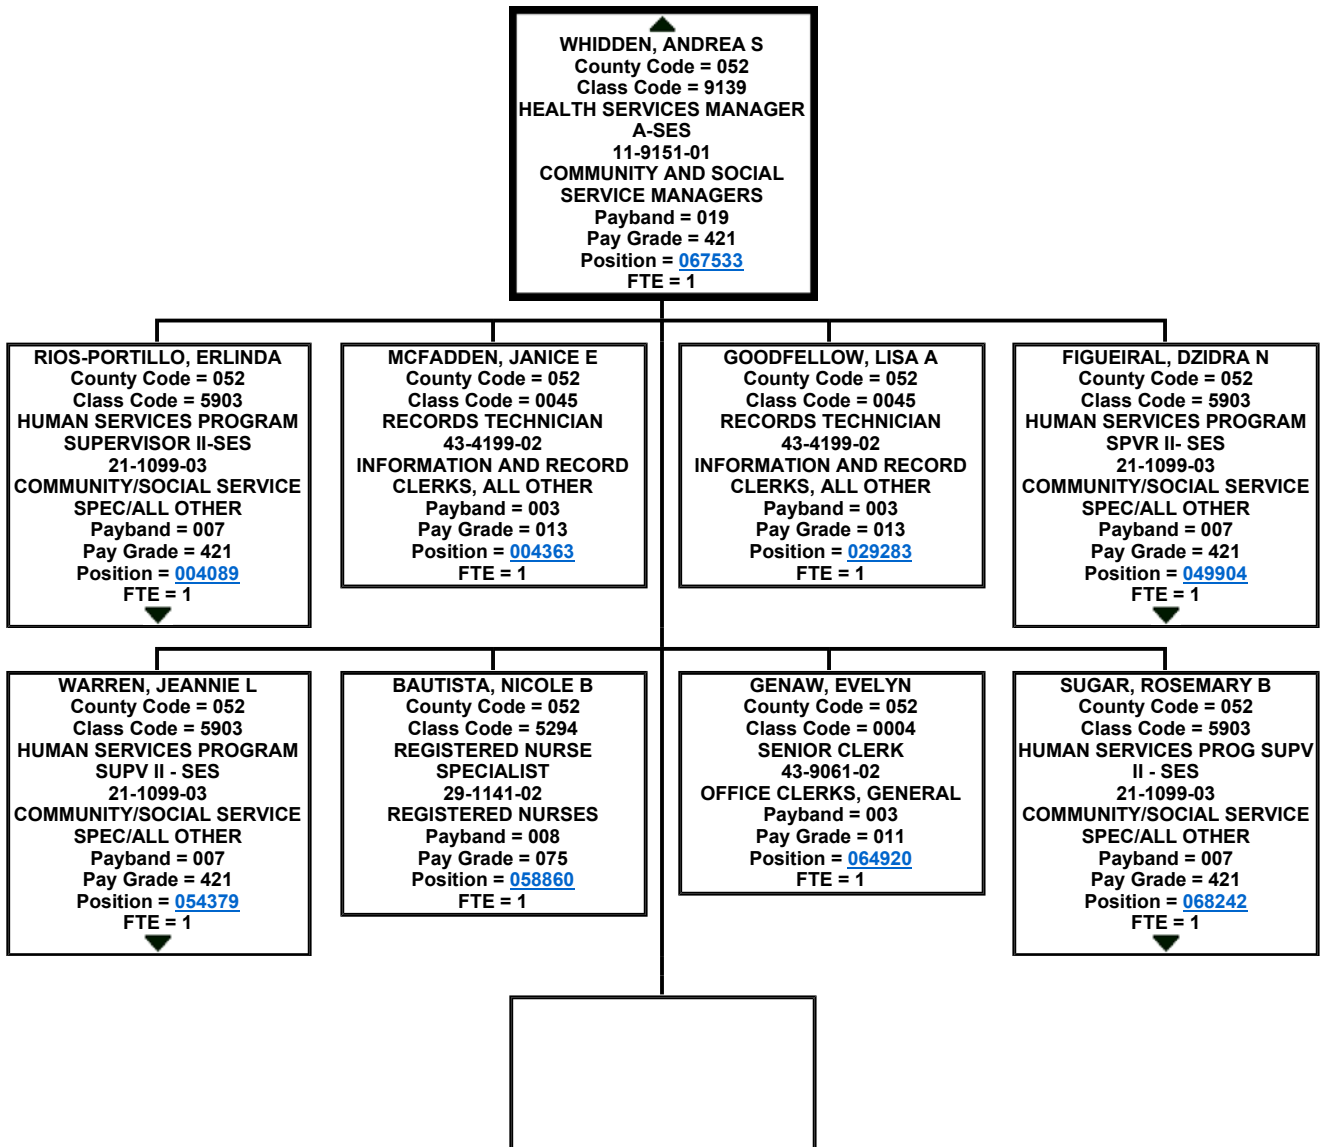 WHIDDEN, ANDREA S
County Code = 052
Class Code = 9139
HEALTH SERVICES MANAGER
A-SES
11-9151-01
COMMUNITY AND SOCIAL
SERVICE MANAGERS
Payband = 019
Pay Grade = 421
Position = 067533
FTE = 1
RIOS-PORTILLO, ERLINDA
County Code = 052
Class Code = 5903
HUMAN SERVICES PROGRAM
SUPERVISOR II-SES
21-1099-03
COMMUNITY/SOCIAL SERVICE
SPEC/ALL OTHER
Payband = 007
Pay Grade = 421
Position = 004089
FTE = 1
MCFADDEN, JANICE E
County Code = 052
Class Code = 0045
RECORDS TECHNICIAN
43-4199-02
INFORMATION AND RECORD
CLERKS, ALL OTHER
Payband = 003
Pay Grade = 013
Position = 004363
FTE = 1
GOODFELLOW, LISA A
County Code = 052
Class Code = 0045
RECORDS TECHNICIAN
43-4199-02
INFORMATION AND RECORD
CLERKS, ALL OTHER
Payband = 003
Pay Grade = 013
Position = 029283
FTE = 1
FIGUEIRAL, DZIDRA N
County Code = 052
Class Code = 5903
HUMAN SERVICES PROGRAM
SPVR II- SES
21-1099-03
COMMUNITY/SOCIAL SERVICE
SPEC/ALL OTHER
Payband = 007
Pay Grade = 421
Position = 049904
FTE = 1
WARREN, JEANNIE L
County Code = 052
Class Code = 5903
HUMAN SERVICES PROGRAM
SUPV II - SES
21-1099-03
COMMUNITY/SOCIAL SERVICE
SPEC/ALL OTHER
Payband = 007
Pay Grade = 421
Position = 054379
FTE = 1
BAUTISTA, NICOLE B
County Code = 052
Class Code = 5294
REGISTERED NURSE
SPECIALIST
29-1141-02
REGISTERED NURSES
Payband = 008
Pay Grade = 075
Position = 058860
FTE = 1
GENAW, EVELYN
County Code = 052
Class Code = 0004
SENIOR CLERK
43-9061-02
OFFICE CLERKS, GENERAL
Payband = 003
Pay Grade = 011
Position = 064920
FTE = 1
SUGAR, ROSEMARY B
County Code = 052
Class Code = 5903
HUMAN SERVICES PROG SUPV
II - SES
21-1099-03
COMMUNITY/SOCIAL SERVICE
SPEC/ALL OTHER
Payband = 007
Pay Grade = 421
Position = 068242
FTE = 1